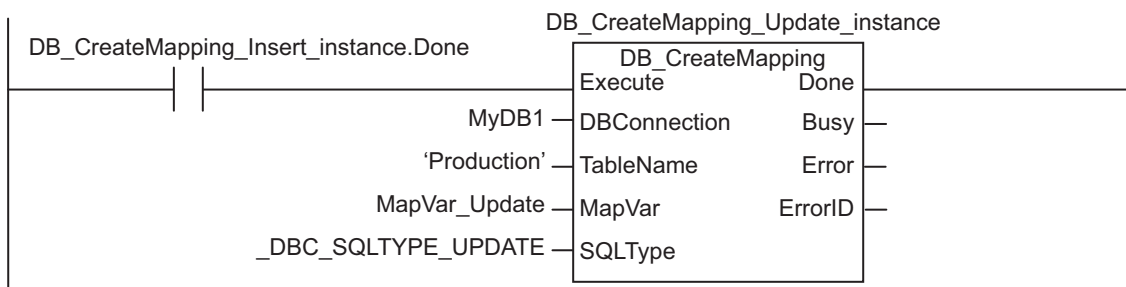 DB_CreateMapping_Update_instance
DB_CreateMapping_Insert_instance.Done
DB_CreateMapping
Execute Done
MyDB1 DBConnection Busy
‘Production’ TableName Error
MapVar_Update MapVar ErrorID
_DBC_SQLTYPE_UPDATE SQLType